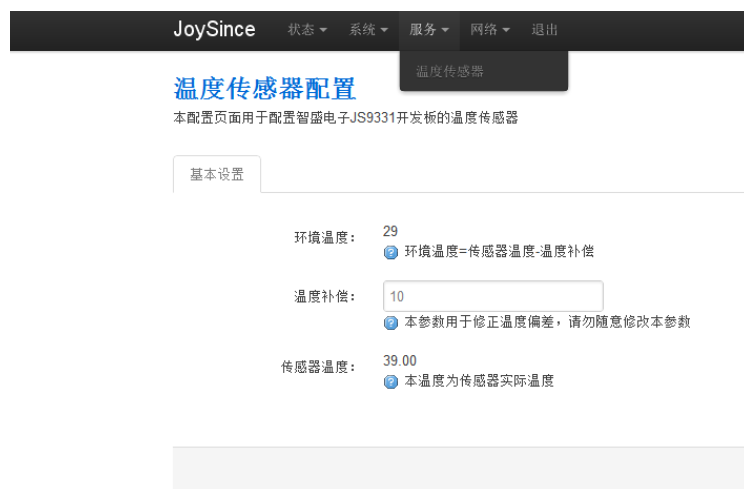 JoySince 状态 系统 服务 网络 退出
温度传感器
温度传感器配置
本配置页面用于配置智盛电子JS9331开发板的温度传感器
基本设置
环境温度： 29
环境温度=传感器温度-温度补偿
温度补偿： 10
本参数用于修正温度偏差，请勿随意修改本参数
传感器温度： 39.00
本温度为传感器实际温度